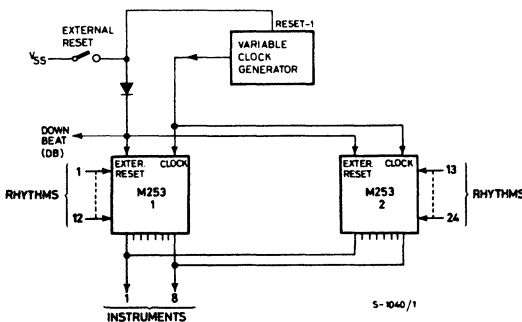 EXTERNAL
RESET
VSS
RESET-1
VARIABLE
CLOCK
GENERATOR
DOWN
BEAT
(DB)
EXTER. CLOCK
RESET
M253
1
RHYTHMS
1
12
EXTER. CLOCK
RESET
M253
2
13
24
RHYTHMS
1 8
INSTRUMENTS
S-1040/1